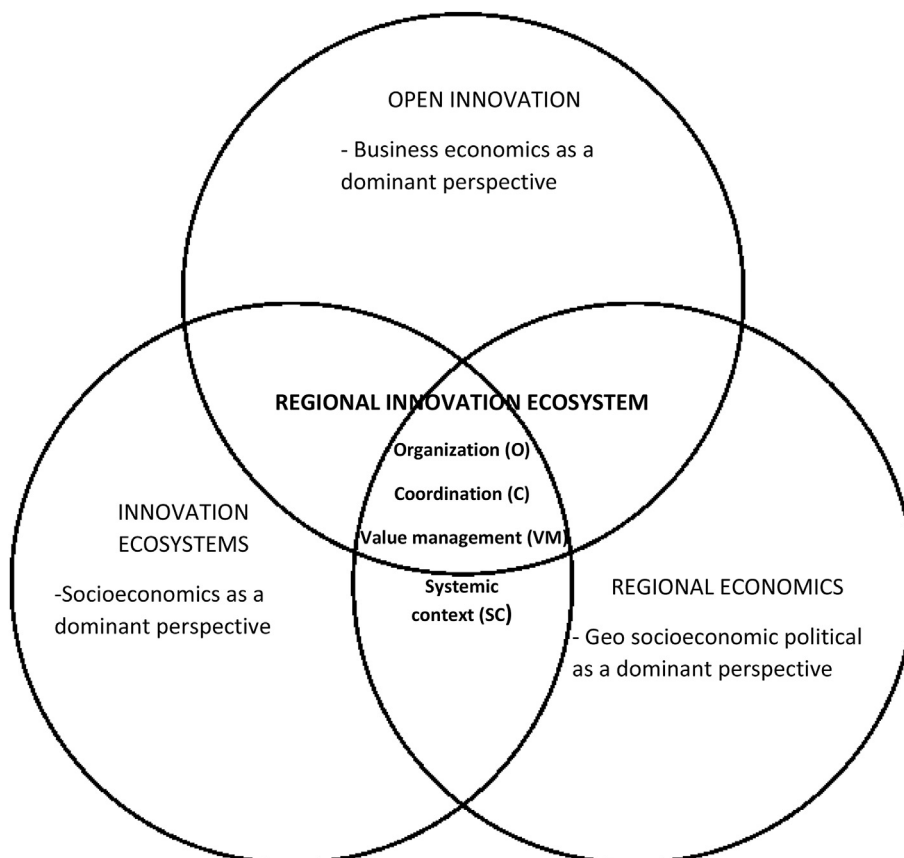 OPEN INNOVATION
- Business economics as a
dominant perspective
REGIONAL INNOVATION ECOSYSTEM
Organization (O)
Coordination (C)
Value management (VM)
Systemic
context (SC)
INNOVATION
ECOSYSTEMS
-Socioeconomics as a
dominant perspective
REGIONAL ECONOMICS
- Geo socioeconomic political
as a dominant perspective